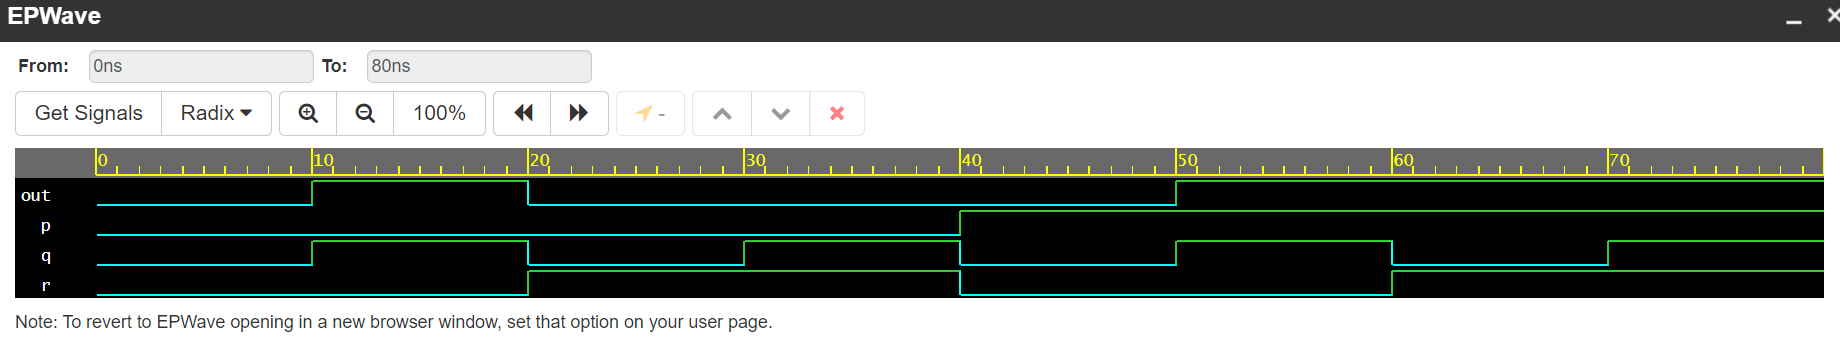 EPWave
From: 0ns To: 80ns
Get Signals Radix 100% -
0 10 20 30 40 50 60 70
out
p
q
r
Note: To revert to EPWave opening in a new browser window, set that option on your user page.